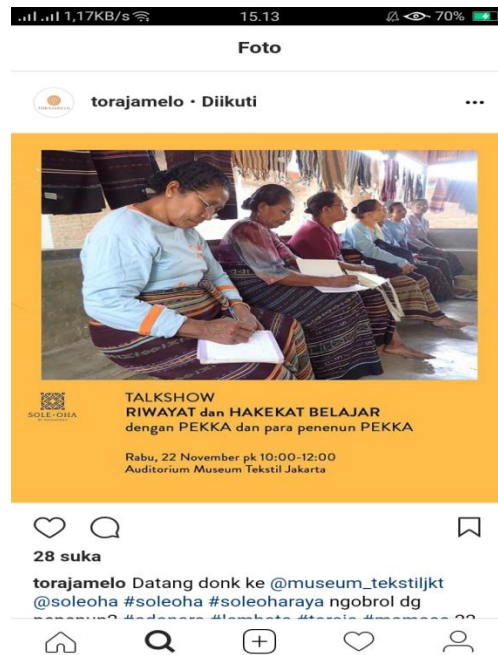 1,17KB/s
15.13
70%
Foto
torajamelo • Diikuti
SOLE•OHA
TALKSHOW
RIWAYAT dan HAKEKAT BELAJAR
dengan PEKKA dan para penenun PEKKA
Rabu, 22 November pk 10:00-12:00
Auditorium Museum Tekstil Jakarta
28 suka
torajamelo Datang donk ke @museum_tekstiljkt
@soleoha #soleoha #soleoharaya ngobrol dg